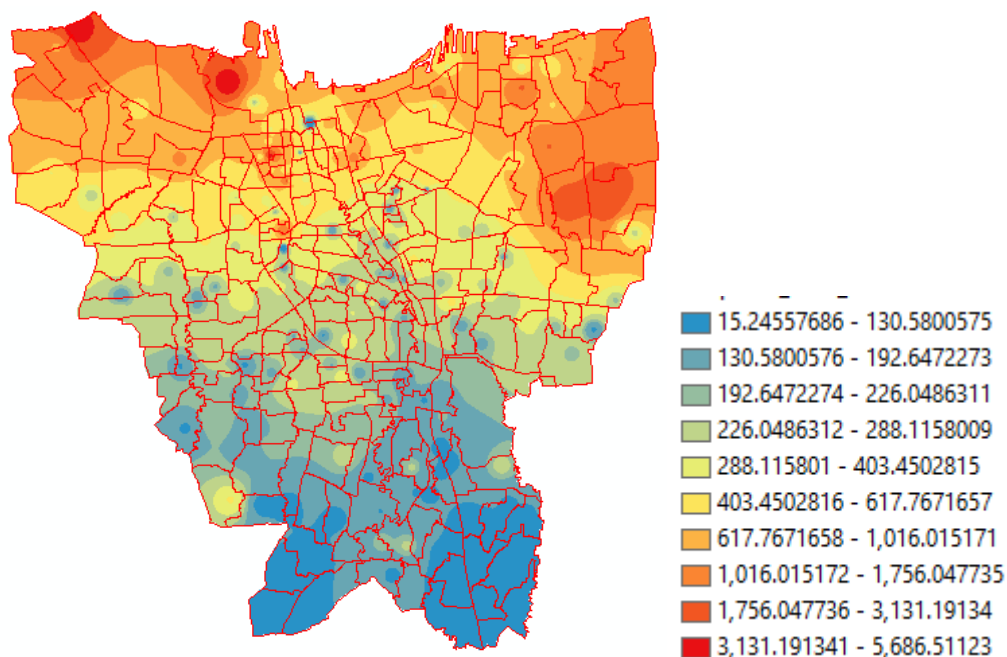 15.24557686 - 130.5800575
130.5800576 - 192.6472273
192.6472274 - 226.0486311
226.0486312 - 288.1158009
288.115801 - 403.4502815
403.4502816 - 617.7671657
617.7671658 - 1,016.015171
1,016.015172 - 1,756.047735
1,756.047736 - 3,131.19134
3,131.191341 - 5,686.51123